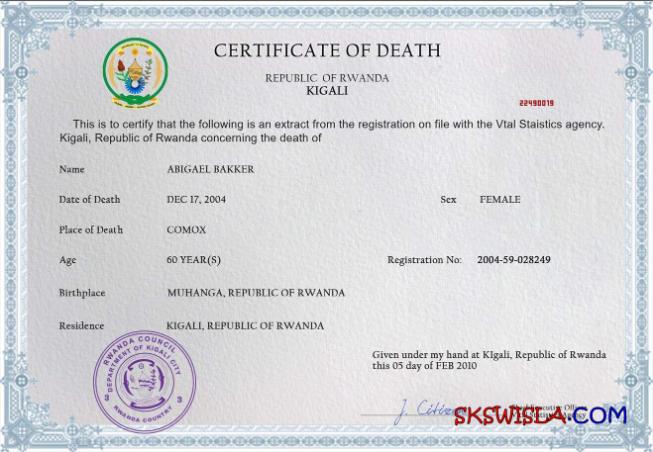 CERTIFICATE OF DEATH
REPUBLIC OF RWANDA
KIGALI
22490019
This is to certify that the following is an extract from the registration on file with the Vtal Staistics agency.
Kigali, Republic of Rwanda concerning the death of
Name ABIGAEL BAKKER
Date of Death DEC 17, 2004 Sex FEMALE
Place of Death COMOX
Age 60 YEAR(S) Registration No: 2004-59-028249
Birthplace MUHANGA, REPUBLIC OF RWANDA
Residence KIGALI, REPUBLIC OF RWANDA
RWANDA COUNCIL
DEPARTMENT OF KIGALI CITY
3 3
RWANDA COUNTRY
Given under my hand at KIgali, Republic of Rwanda
this 05 day of FEB 2010
J. Citizen
SKSWISLA.COM